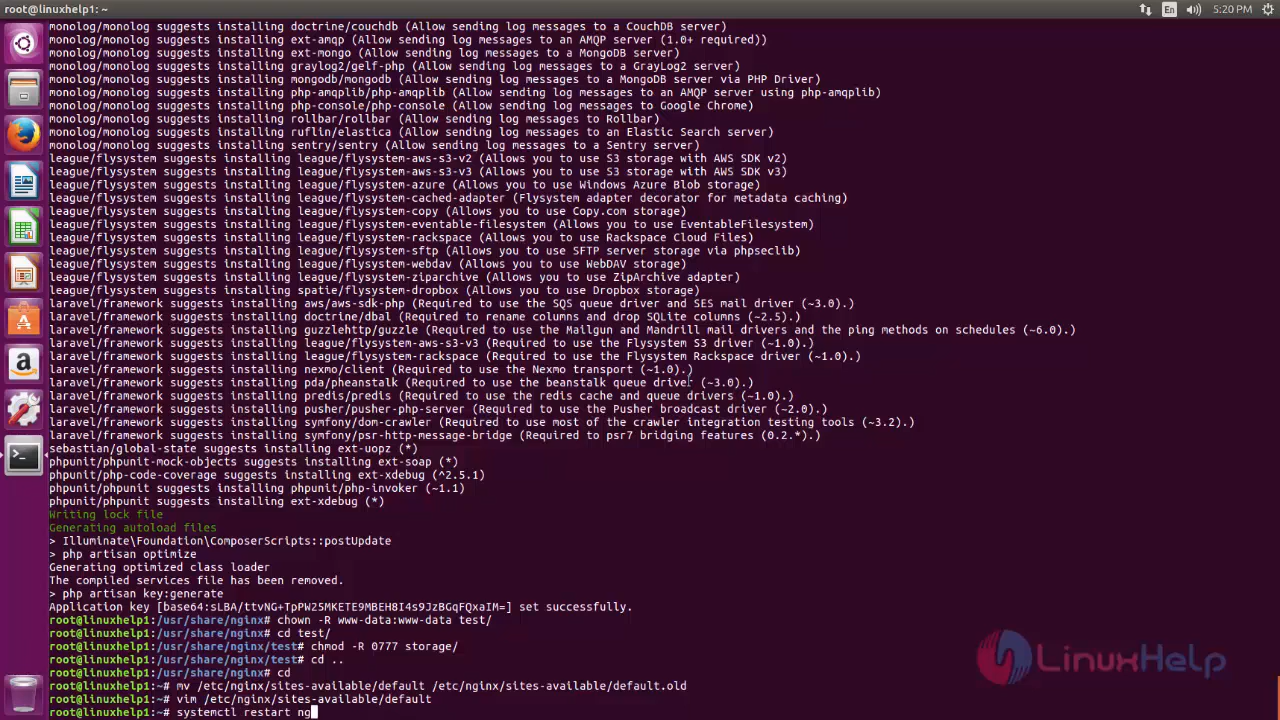 root@linuxhelp1: ~
En
5:20 PM
monolog/monolog suggests installing doctrine/couchdb (Allow sending log messages to a CouchDB server)
monolog/monolog suggests installing ext-amqp (Allow sending log messages to an AMQP server (1.0+ required))
monolog/monolog suggests installing ext-mongo (Allow sending log messages to a MongoDB server)
monolog/monolog suggests installing graylog2/gelf-php (Allow sending log messages to a GrayLog2 server)
monolog/monolog suggests installing mongodb/mongodb (Allow sending log messages to a MongoDB server via PHP Driver)
monolog/monolog suggests installing php-amqplib/php-amqplib (Allow sending log messages to an AMQP server using php-amqplib)
monolog/monolog suggests installing php-console/php-console (Allow sending log messages to Google Chrome)
monolog/monolog suggests installing rollbar/rollbar (Allow sending log messages to Rollbar)
monolog/monolog suggests installing ruflin/elastica (Allow sending log messages to an Elastic Search server)
monolog/monolog suggests installing sentry/sentry (Allow sending log messages to a Sentry server)
league/flysystem suggests installing league/flysystem-aws-s3-v2 (Allows you to use S3 storage with AWS SDK v2)
league/flysystem suggests installing league/flysystem-aws-s3-v3 (Allows you to use S3 storage with AWS SDK v3)
league/flysystem suggests installing league/flysystem-azure (Allows you to use Windows Azure Blob storage)
league/flysystem suggests installing league/flysystem-cached-adapter (Flysystem adapter decorator for metadata caching)
league/flysystem suggests installing league/flysystem-copy (Allows you to use Copy.com storage)
league/flysystem suggests installing league/flysystem-eventable-filesystem (Allows you to use EventableFilesystem)
league/flysystem suggests installing league/flysystem-rackspace (Allows you to use Rackspace Cloud Files)
league/flysystem suggests installing league/flysystem-sftp (Allows you to use SFTP server storage via phpseclib)
league/flysystem suggests installing league/flysystem-webdav (Allows you to use WebDAV storage)
league/flysystem suggests installing league/flysystem-ziparchive (Allows you to use ZipArchive adapter)
league/flysystem suggests installing spatie/flysystem-dropbox (Allows you to use Dropbox storage)
laravel/framework suggests installing aws/aws-sdk-php (Required to use the SQS queue driver and SES mail driver (~3.0).)
laravel/framework suggests installing doctrine/dbal (Required to rename columns and drop SQLite columns (~2.5).)
laravel/framework suggests installing guzzlehttp/guzzle (Required to use the Mailgun and Mandrill mail drivers and the ping methods on schedules (~6.0).)
laravel/framework suggests installing league/flysystem-aws-s3-v3 (Required to use the Flysystem S3 driver (~1.0).)
laravel/framework suggests installing league/flysystem-rackspace (Required to use the Flysystem Rackspace driver (~1.0).)
laravel/framework suggests installing nexmo/client (Required to use the Nexmo transport (~1.0).)
laravel/framework suggests installing pda/pheanstalk (Required to use the beanstalk queue driver (~3.0).)
laravel/framework suggests installing predis/predis (Required to use the redis cache and queue drivers (~1.0).)
laravel/framework suggests installing pusher/pusher-php-server (Required to use the Pusher broadcast driver (~2.0).)
laravel/framework suggests installing symfony/dom-crawler (Required to use most of the crawler integration testing tools (~3.2).)
laravel/framework suggests installing symfony/psr-http-message-bridge (Required to psr7 bridging features (0.2.*).)
sebastian/global-state suggests installing ext-uopz (*)
phpunit/phpunit-mock-objects suggests installing ext-soap (*)
phpunit/php-code-coverage suggests installing ext-xdebug (^2.5.1)
phpunit/phpunit suggests installing phpunit/php-invoker (~1.1)
phpunit/phpunit suggests installing ext-xdebug (*)
Writing lock file
Generating autoload files
> Illuminate\Foundation\ComposerScripts::postUpdate
> php artisan optimize
Generating optimized class loader
The compiled services file has been removed.
> php artisan key:generate
Application key [base64:sLBA/ttvNG+TpPW25MKETE9MBEH8I4s9JzBGqFQxaIM=] set successfully.
root@linuxhelp1:/usr/share/nginx# chown -R www-data:www-data test/
root@linuxhelp1:/usr/share/nginx# cd test/
root@linuxhelp1:/usr/share/nginx/test# chmod -R 0777 storage/
root@linuxhelp1:/usr/share/nginx/test# cd ..
root@linuxhelp1:/usr/share/nginx# cd
root@linuxhelp1:~# mv /etc/nginx/sites-available/default /etc/nginx/sites-available/default.old
root@linuxhelp1:~# vim /etc/nginx/sites-available/default
root@linuxhelp1:~# systemctl restart ng
LinuxHelp